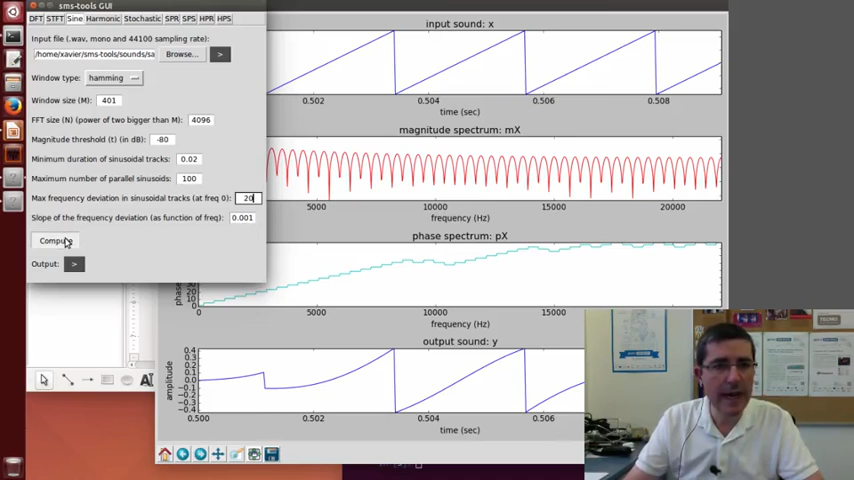 sms-tools GUI
DFT STFT Sine Harmonic Stochastic SPR SPS HPR HPS
Input file (.wav, mono and 44100 sampling rate):
/home/xavier/sms-tools/sounds/sa Browse... >
Window type: hamming
Window size (M): 401
FFT size (N) (power of two bigger than M): 4096
Magnitude threshold (t) (in dB): -80
Minimum duration of sinusoidal tracks: 0.02
Maximum number of parallel sinusoids: 100
Max frequency deviation in sinusoidal tracks (at freq 0): 20
Slope of the frequency deviation (as function of freq): 0.001
Compute
Output: >
input sound: x
0.502 0.504 0.506 0.508
time (sec)
magnitude spectrum: mX
5000 10000 15000 20000
frequency (Hz)
phase spectrum: pX
0
0 5000 10000 15000 20000
frequency (Hz)
output sound: y
amplitude
0.4
0.3
0.2
0.1
0.0
-0.1
-0.2
-0.3
-0.4
0.500 0.502 0.504 0.506
time (sec)